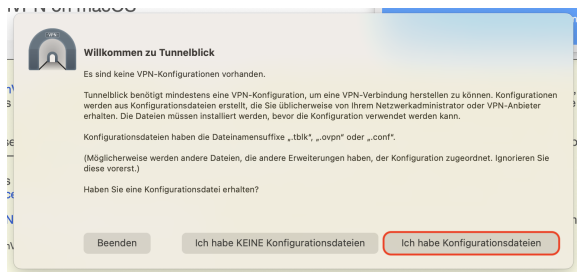 VPN on macOS
VPN
Willkommen zu Tunnelblick
Es sind keine VPN-Konfigurationen vorhanden.
Tunnelblick benötigt mindestens eine VPN-Konfiguration, um eine VPN-Verbindung herstellen zu können. Konfigurationen
werden aus Konfigurationsdateien erstellt, die Sie üblicherweise von Ihrem Netzwerkadministrator oder VPN-Anbieter
erhalten. Die Dateien müssen installiert werden, bevor die Konfiguration verwendet werden kann.
Konfigurationsdateien haben die Dateinamensuffixe „.tblk", „.ovpn" oder „.conf".
(Möglicherweise werden andere Dateien, die andere Erweiterungen haben, der Konfiguration zugeordnet. Ignorieren Sie
diese vorerst.)
Haben Sie eine Konfigurationsdatei erhalten?
Beenden
Ich habe KEINE Konfigurationsdateien
Ich habe Konfigurationsdateien